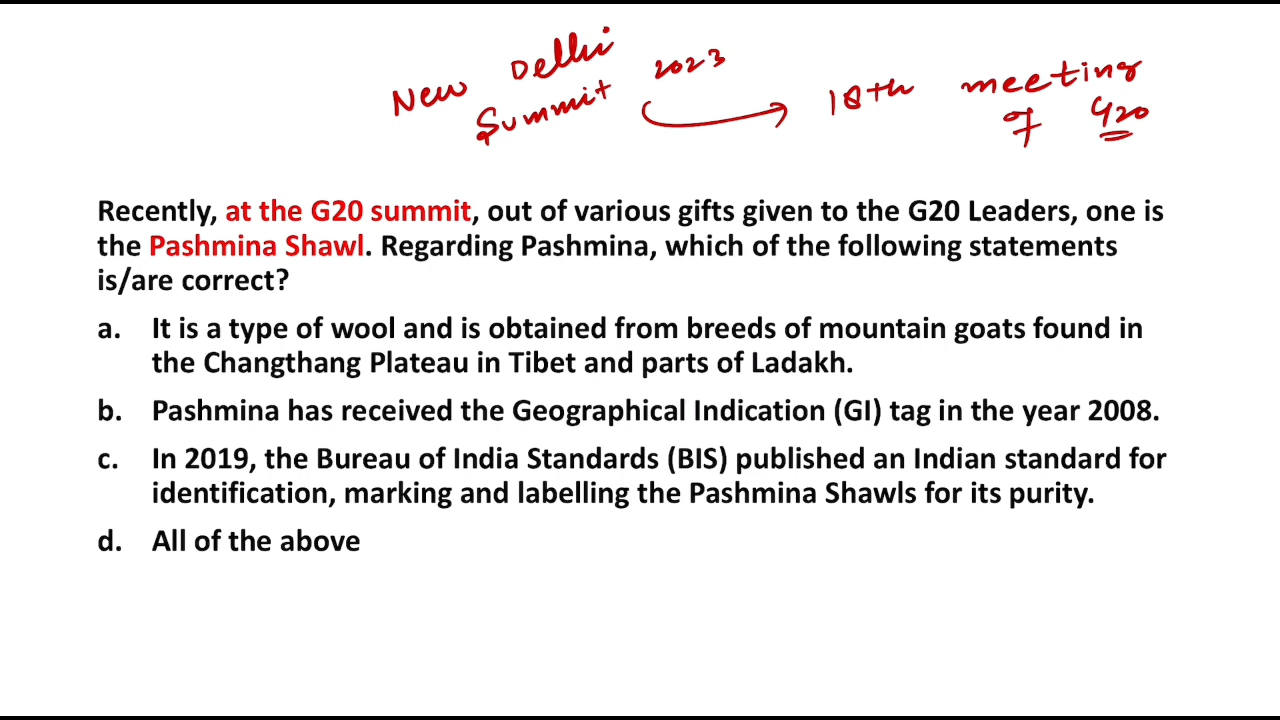 New Delhi
Summit 2023
18th meeting
of G20
Recently, at the G20 summit, out of various gifts given to the G20 Leaders, one is
the Pashmina Shawl. Regarding Pashmina, which of the following statements
is/are correct?
a. It is a type of wool and is obtained from breeds of mountain goats found in
the Changthang Plateau in Tibet and parts of Ladakh.
b. Pashmina has received the Geographical Indication (GI) tag in the year 2008.
c. In 2019, the Bureau of India Standards (BIS) published an Indian standard for
identification, marking and labelling the Pashmina Shawls for its purity.
d. All of the above